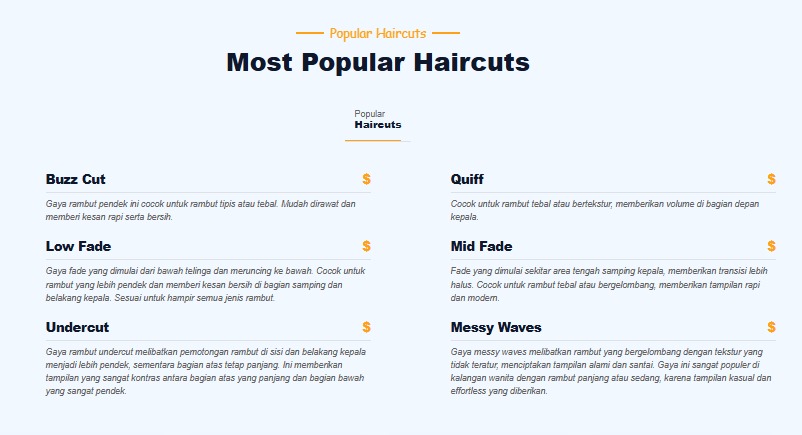 Popular Haircuts
Most Popular Haircuts
Popular
Haircuts
Buzz Cut $
Gaya rambut pendek ini cocok untuk rambut tipis atau tebal. Mudah dirawat dan
memberi kesan rapi serta bersih.
Low Fade $
Gaya fade yang dimulai dari bawah telinga dan meruncing ke bawah. Cocok untuk
rambut yang lebih pendek dan memberi kesan bersih di bagian samping dan
belakang kepala. Sesuai untuk hampir semua jenis rambut.
Undercut $
Gaya rambut undercut melibatkan pemotongan rambut di sisi dan belakang kepala
menjadi lebih pendek, sementara bagian atas tetap panjang. Ini memberikan
tampilan yang sangat kontras antara bagian atas yang panjang dan bagian bawah
yang sangat pendek.
Quiff $
Cocok untuk rambut tebal atau bertekstur, memberikan volume di bagian depan
kepala.
Mid Fade $
Fade yang dimulai sekitar area tengah samping kepala, memberikan transisi lebih
halus. Cocok untuk rambut tebal atau bergelombang, memberikan tampilan rapi
dan modern.
Messy Waves $
Gaya messy waves melibatkan rambut yang bergelombang dengan tekstur yang
tidak teratur, menciptakan tampilan alami dan santai. Gaya ini sangat populer di
kalangan wanita dengan rambut panjang atau sedang, karena tampilan kasual dan
effortless yang diberikan.